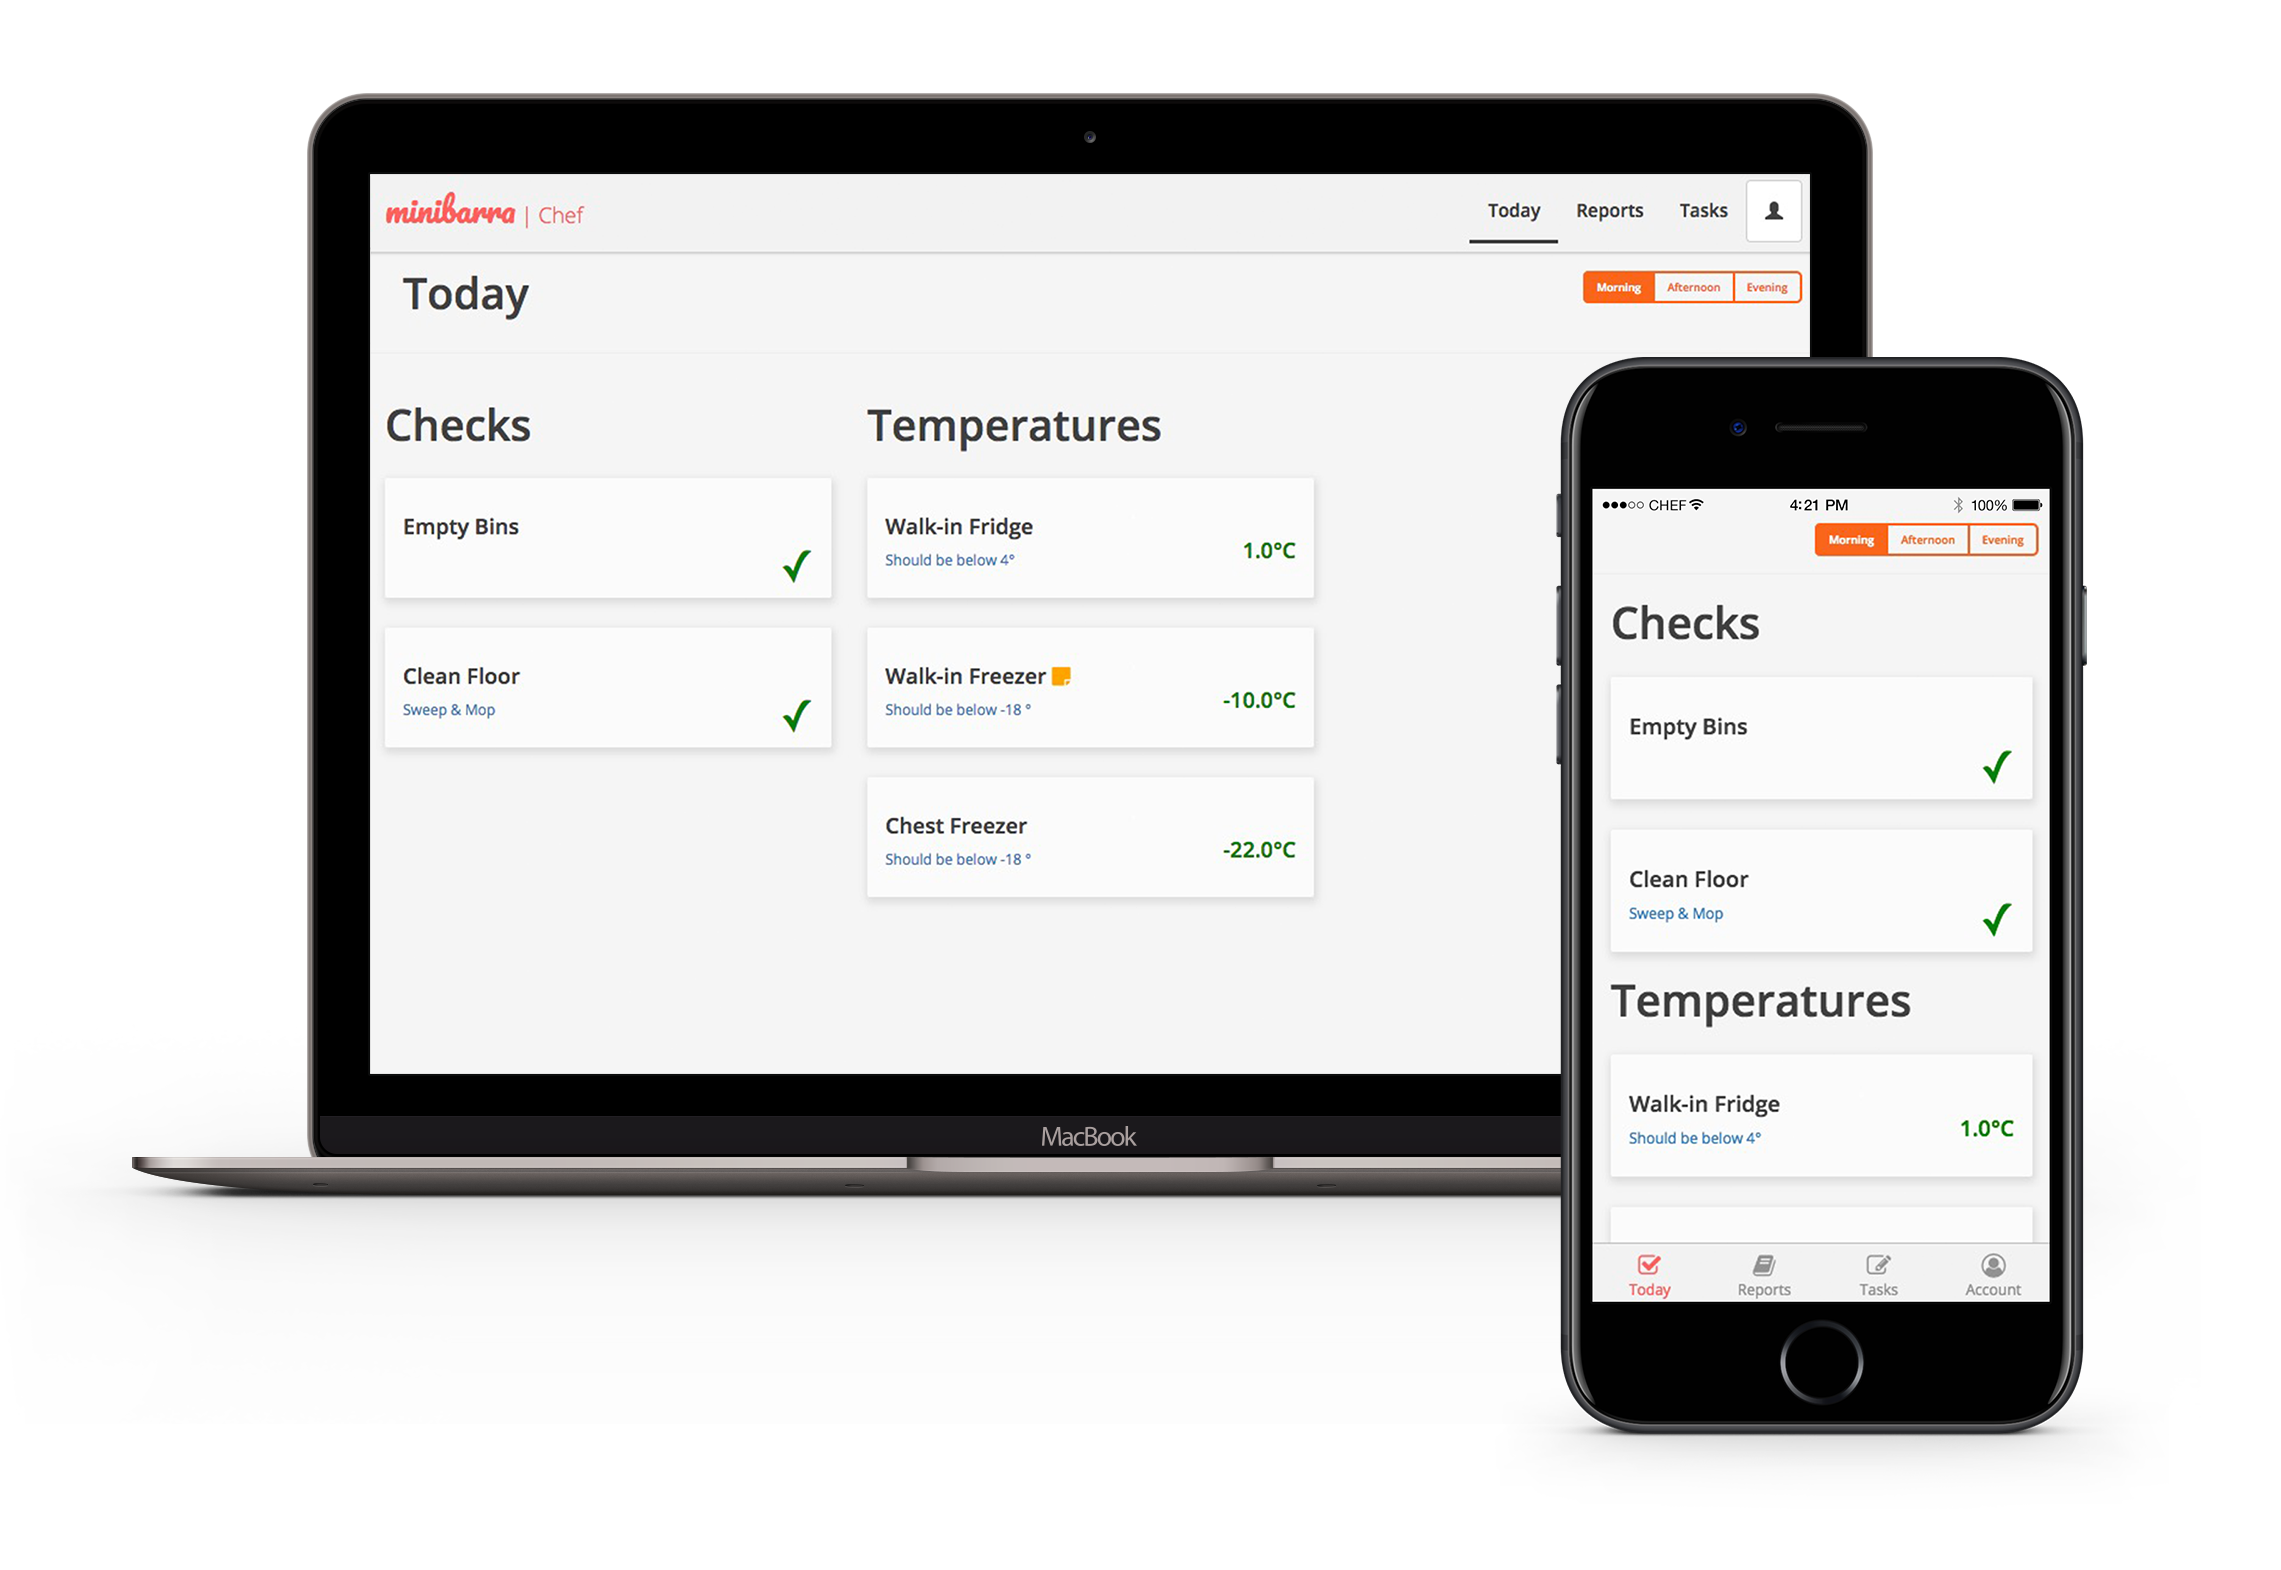 minibarra | Chef
Today Reports Tasks
Today
Morning Afternoon Evening
Checks
Empty Bins
Clean Floor
Sweep & Mop
Temperatures
Walk-in Fridge
Should be below 4°
1.0°C
Walk-in Freezer
Should be below -18 °
-10.0°C
Chest Freezer
Should be below -18 °
-22.0°C
MacBook
CHEF 4:21 PM 100%
Morning Afternoon Evening
Checks
Empty Bins
Clean Floor
Sweep & Mop
Temperatures
Walk-in Fridge
Should be below 4°
1.0°C
Today Reports Tasks Account